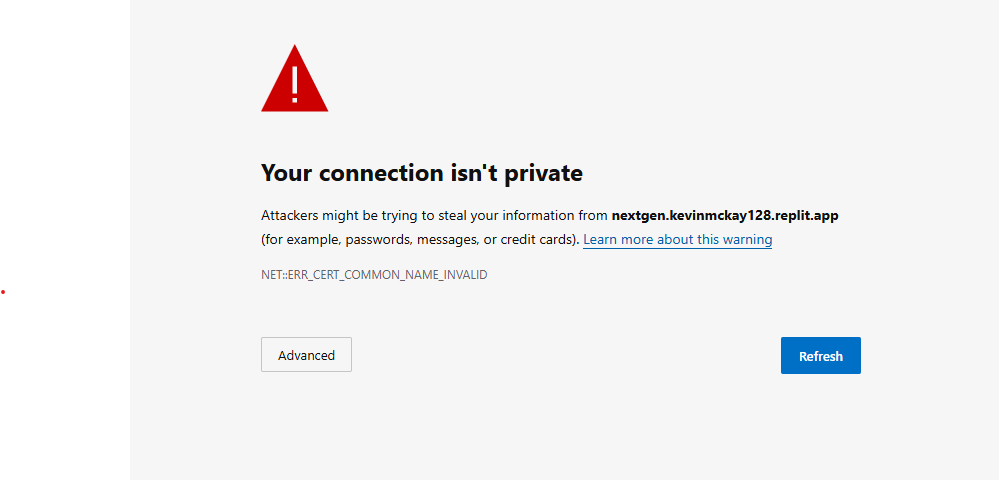 Your connection isn't private
Attackers might be trying to steal your information from nextgen.kevinmckay128.replit.app
(for example, passwords, messages, or credit cards). Learn more about this warning
NET::ERR_CERT_COMMON_NAME_INVALID
Advanced
Refresh